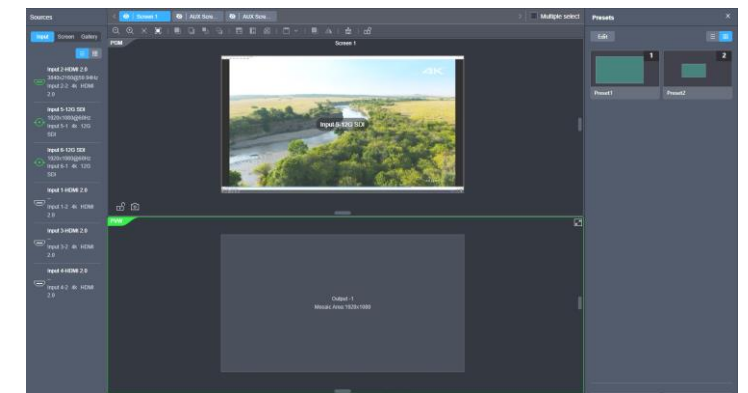 Sources
Input Screen Gallery
Input 2-HDMI 2.0
3840x2160@59.94Hz
Input 2-2 4k HDMI
2.0
Input 5-12G SDI
1920x1080@60Hz
Input 5-1 4k 12G
SDI
Input 6-12G SDI
1920x1080@60Hz
Input 6-1 4k 12G
SDI
Input 1-HDMI 2.0
--
Input 1-2 4k HDMI
2.0
Input 3-HDMI 2.0
--
Input 3-2 4k HDMI
2.0
Input 4-HDMI 2.0
--
Input 4-2 4k HDMI
2.0
Screen 1
AUX Scre...
AUX Scre...
Multiple select
PGM
Screen 1
4K
Output -1
Mosaic Area:1920x1080
Presets
Edit
1
2
Preset1
Preset2